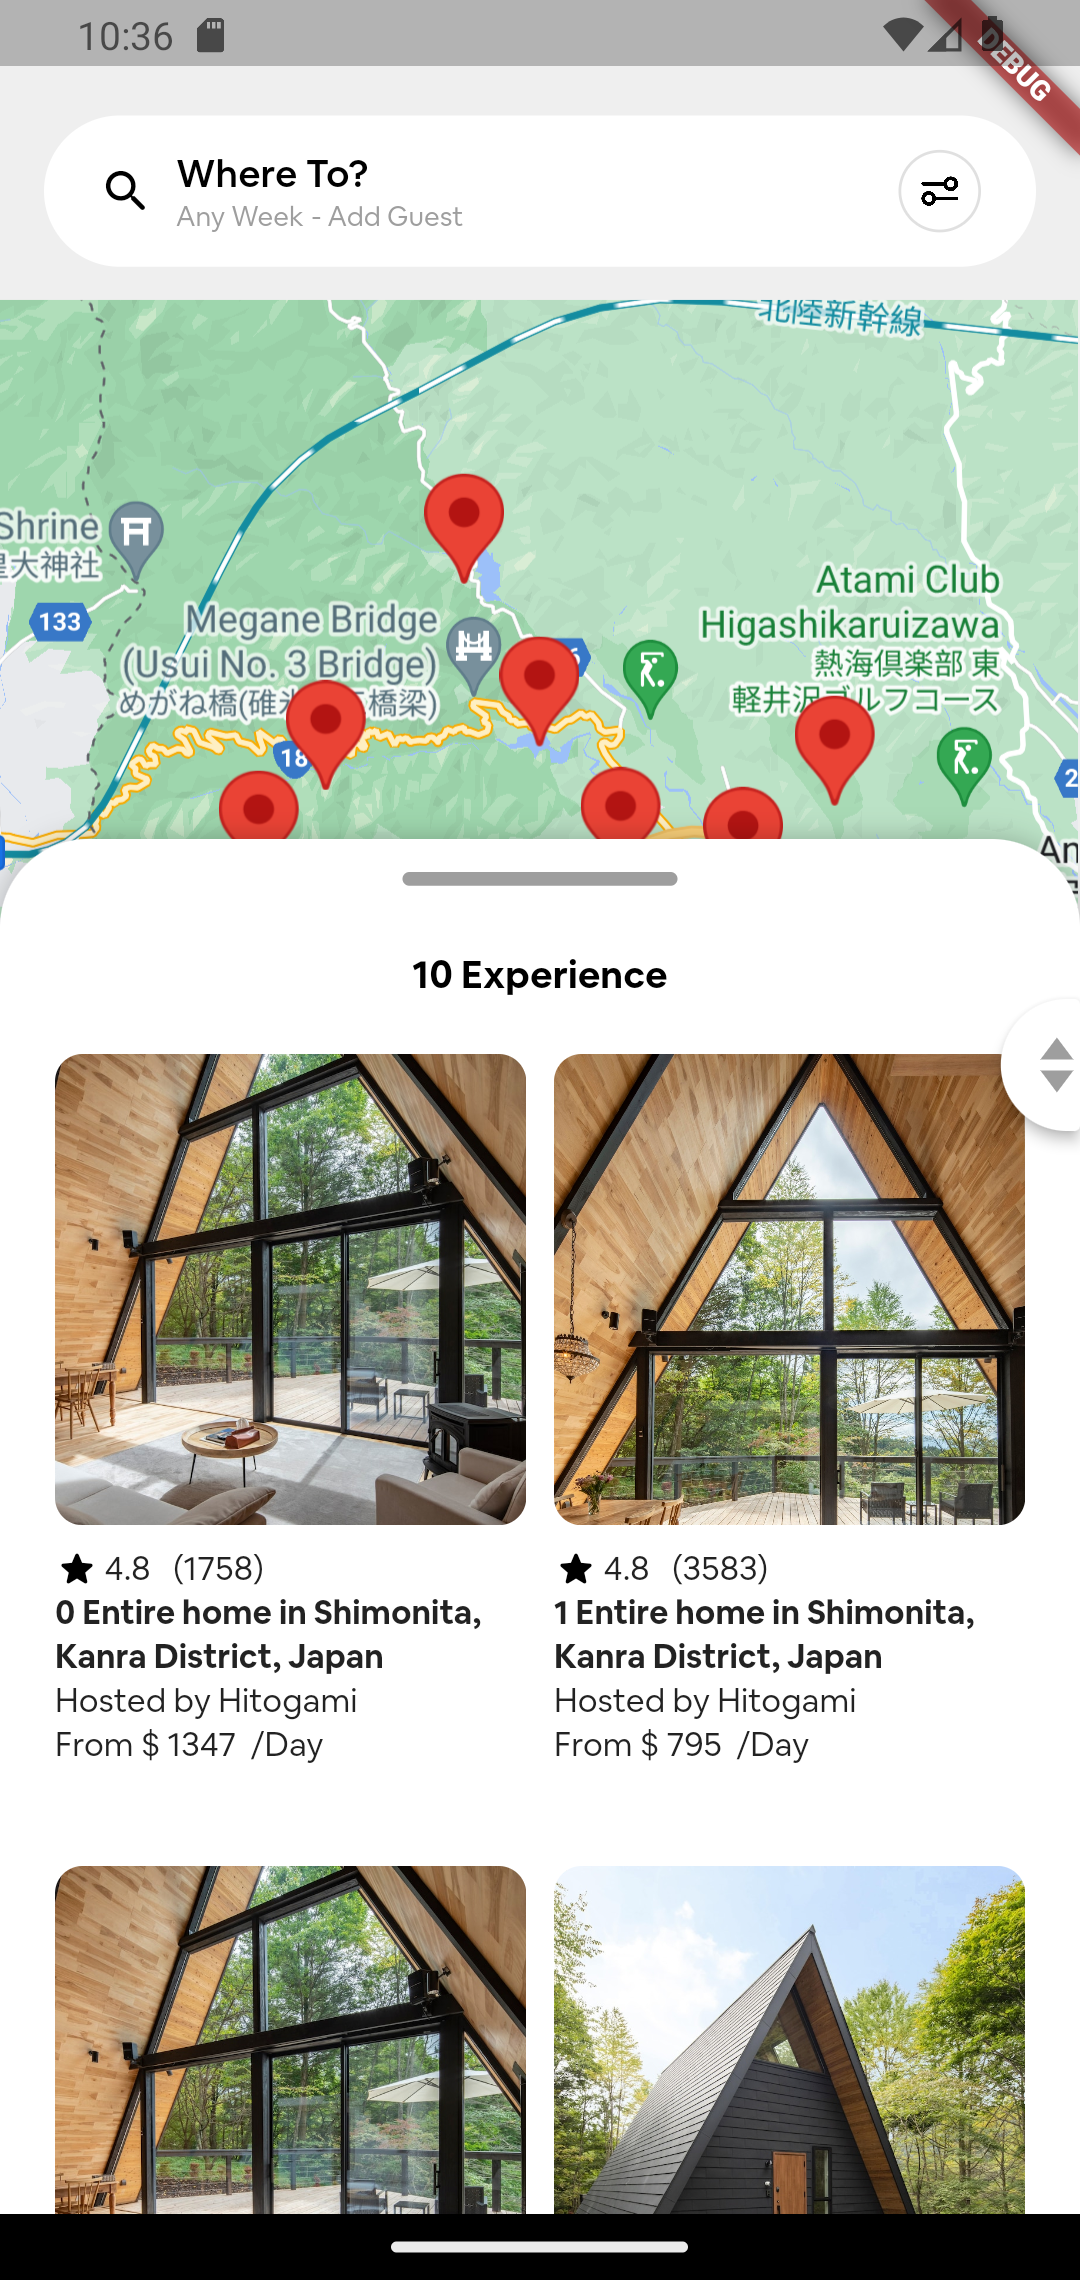 10:36
DEBUG
Where To?
Any Week - Add Guest
北陸新幹線
Shrine
皇大神社
133
Megane Bridge
(Usui No. 3 Bridge)
めがね橋(碓
橋梁)
Atami Club
Higashikaruizawa
熱海倶楽部 東
軽井沢ゴルフコース
18
2
An
10 Experience
4.8 (1758)
0 Entire home in Shimonita,
Kanra District, Japan
Hosted by Hitogami
From $ 1347 /Day
4.8 (3583)
1 Entire home in Shimonita,
Kanra District, Japan
Hosted by Hitogami
From $ 795 /Day